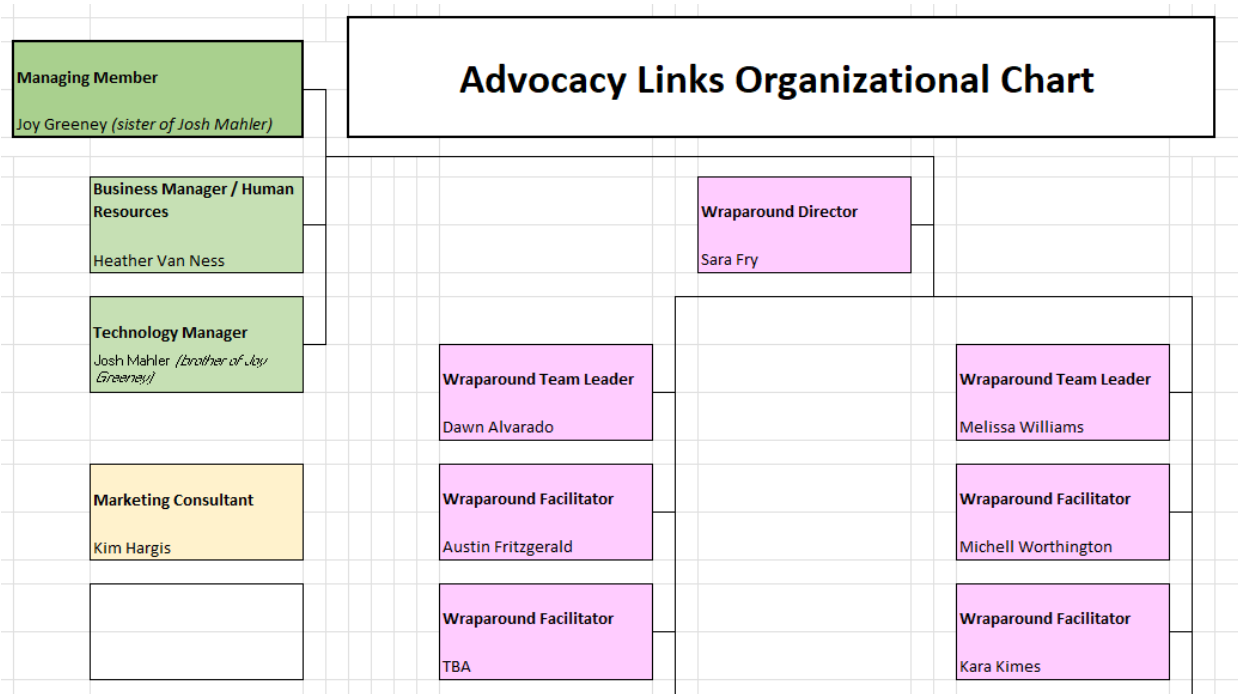 Advocacy Links Organizational Chart
Managing Member
Joy Greeney (sister of Josh Mahler)
Business Manager / Human
Resources
Heather Van Ness
Technology Manager
Josh Mahler (brother of Joy
Greeney)
Marketing Consultant
Kim Hargis
Wraparound Director
Sara Fry
Wraparound Team Leader
Dawn Alvarado
Wraparound Facilitator
Austin Fritzgerald
Wraparound Facilitator
TBA
Wraparound Team Leader
Melissa Williams
Wraparound Facilitator
Michell Worthington
Wraparound Facilitator
Kara Kimes